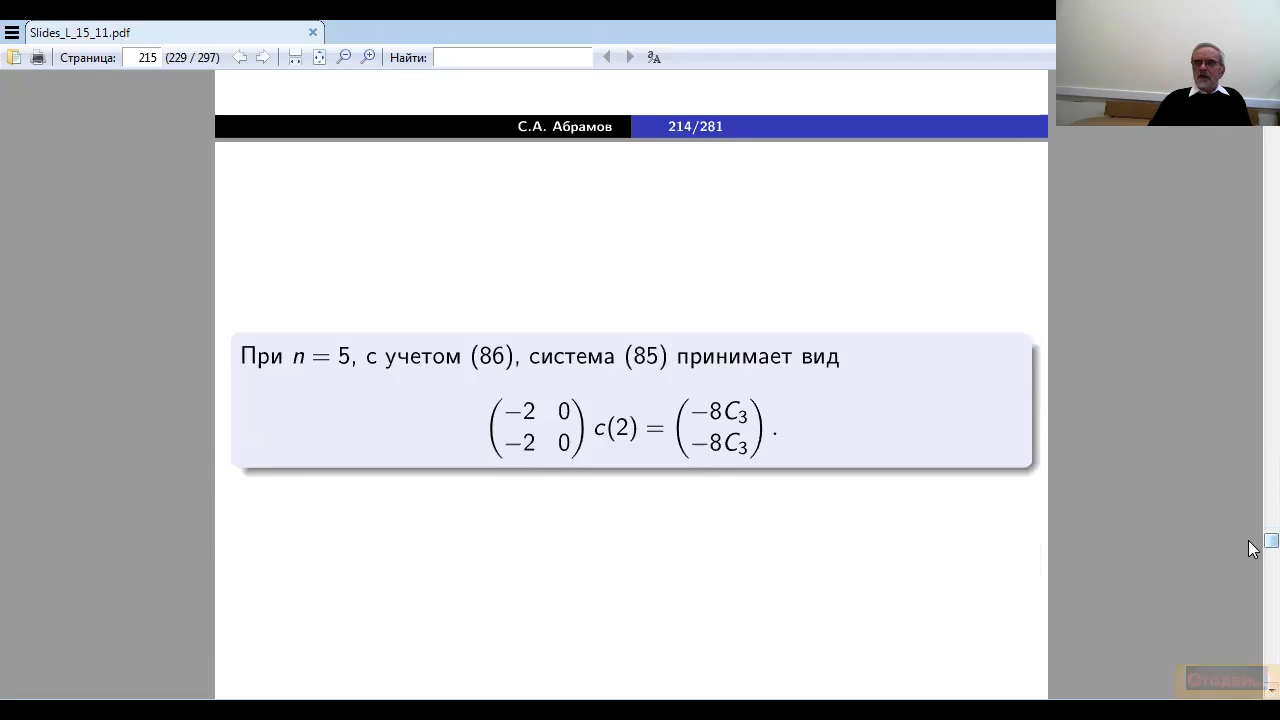 Slides_L_15_11.pdf
Страница: 215 (229 / 297) Найти:
С.А. Абрамов 214/281
При n = 5, с учетом (86), система (85) принимает вид
(−2 0
−2 0) c(2) = (−8C₃
−8C₃).